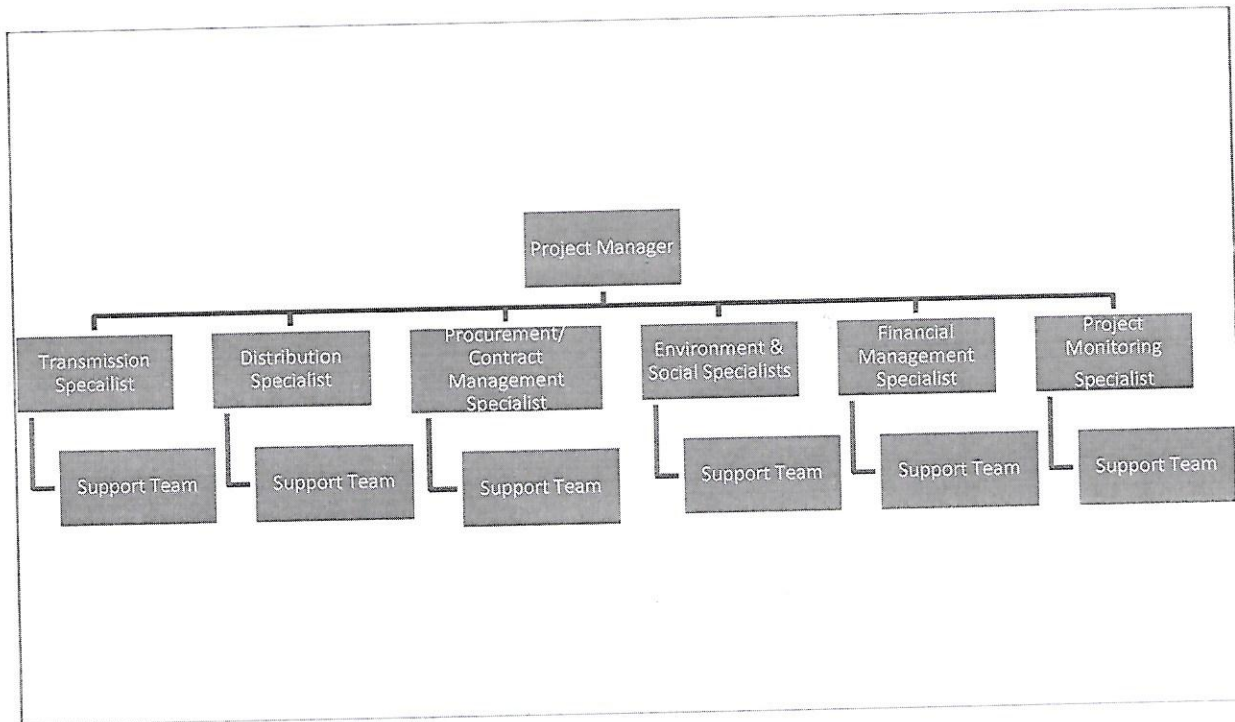 Project Manager
Transmission
Specailist
Distribution
Specialist
Procurement/
Contract
Management
Specialist
Environment &
Social Specialists
Financial
Management
Specialist
Project
Monitoring
Specialist
Support Team
Support Team
Support Team
Support Team
Support Team
Support Team